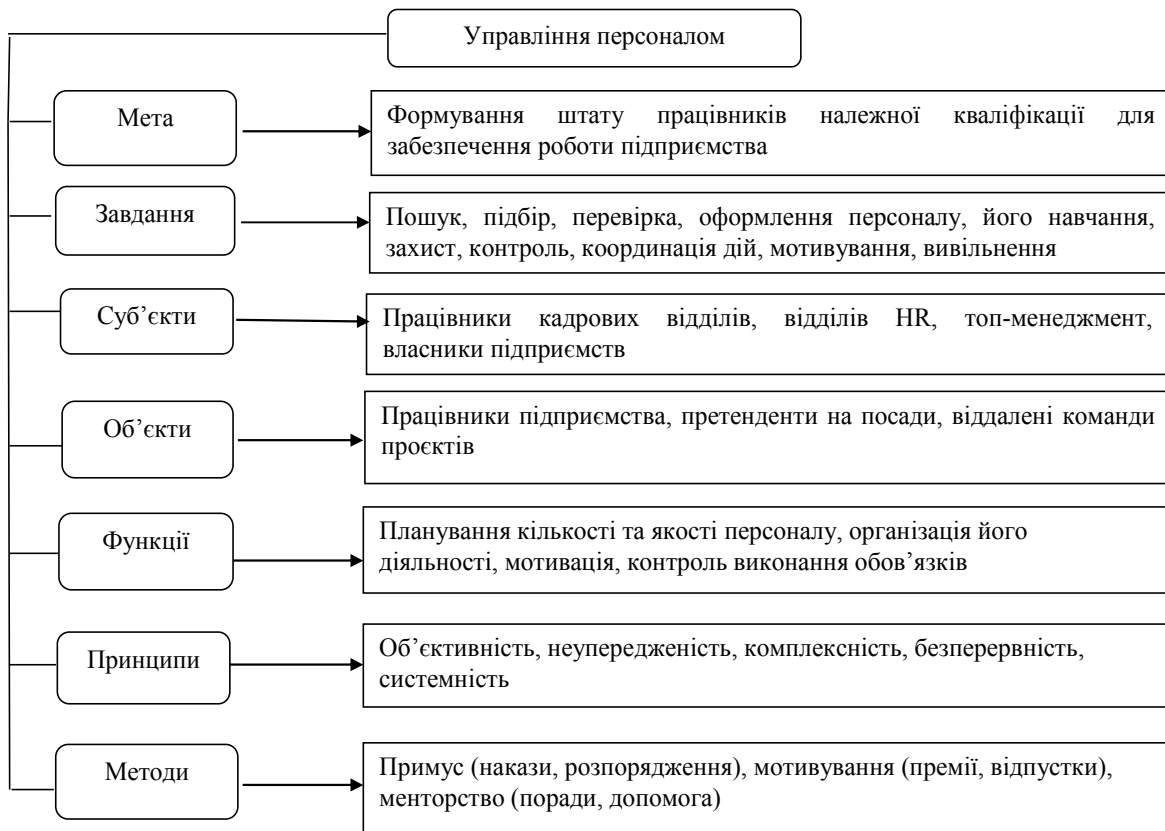 Управління персоналом
Мета
Формування штату працівників належної кваліфікації для
забезпечення роботи підприємства
Завдання
Пошук, підбір, перевірка, оформлення персоналу, його навчання,
захист, контроль, координація дій, мотивування, вивільнення
Суб’єкти
Працівники кадрових відділів, відділів HR, топ-менеджмент,
власники підприємств
Об’єкти
Працівники підприємства, претенденти на посади, віддалені команди
проєктів
Функції
Планування кількості та якості персоналу, організація його
діяльності, мотивація, контроль виконання обов’язків
Принципи
Об’єктивність, неупередженість, комплексність, безперервність,
системність
Методи
Примус (накази, розпорядження), мотивування (премії, відпустки),
менторство (поради, допомога)